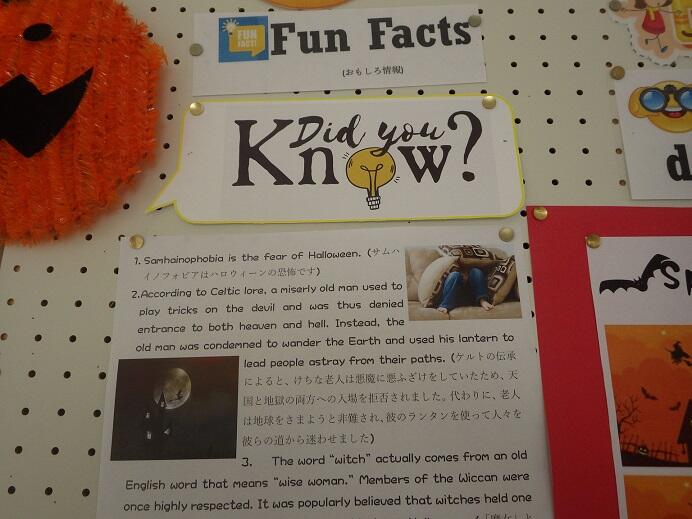 FUN
FACT!
Fun Facts
(おもしろ情報)
Did you
Know?
1. Samhainophobia is the fear of Halloween. (サムハ
イノフォビアはハロウィーンの恐怖です)
2.According to Celtic lore, a miserly old man used to
play tricks on the devil and was thus denied
entrance to both heaven and hell. Instead, the
old man was condemned to wander the Earth and used his lantern to
lead people astray from their paths. (ケルトの伝承
によると、けちな老人は悪魔に悪ふざけをしていたため、天
国と地獄の両方への入場を拒否されました。代わりに、老人
は地球をさまようと非難され、彼のランタンを使って人々を
彼らの道から迷わせました)
3. The word “witch” actually comes from an old
English word that means “wise woman.” Members of the Wiccan were
once highly respected. It was popularly believed that witches held one